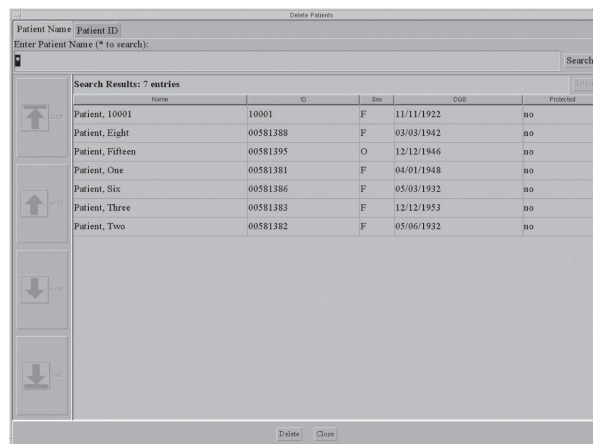 Delete Patients
Patient Name Patient ID
Enter Patient Name (* to search):
*
Search
Search Results: 7 entries
Name ID Sex DOB Protected
Patient, 10001 10001 F 11/11/1922 no
Patient, Eight 00581388 F 03/03/1942 no
Patient, Fifteen 00581395 O 12/12/1946 no
Patient, One 00581381 F 04/01/1948 no
Patient, Six 00581386 F 05/03/1932 no
Patient, Three 00581383 F 12/12/1953 no
Patient, Two 00581382 F 05/06/1932 no
Delete Close